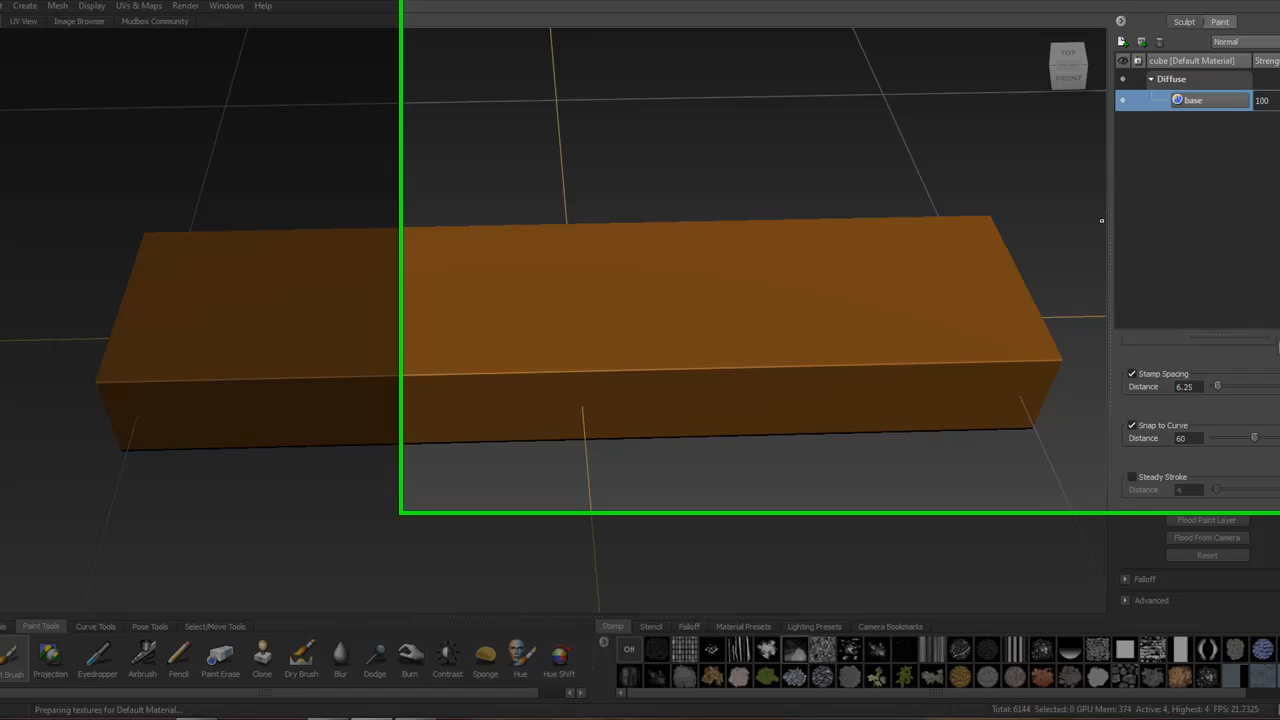 Create Mesh Display UVs & Maps Render Windows Help
UV View Image Browser Mudbox Community
Sculpt Paint
Normal
cube [Default Material]
Diffuse
base 100
TOP
FRONT
Stamp Spacing
Distance 6.25
Snap to Curve
Distance 60
Steady Stroke
Distance 4
Flood Paint Layer
Flood From Camera
Reset
Falloff
Advanced
Paint Tools Curve Tools Pose Tools Select/Move Tools
Stamp Stencil Falloff Material Presets Lighting Presets Camera Bookmarks
Off
Brush Projection Eyedropper Airbrush Pencil Paint Erase Clone Dry Brush Blur Dodge Burn Contrast Sponge Hue Hue Shift
Preparing textures for Default Material...
Total: 6144 Selected: 0 GPU Mem: 374 Active: 4, Highest: 4 FPS: 21.7325